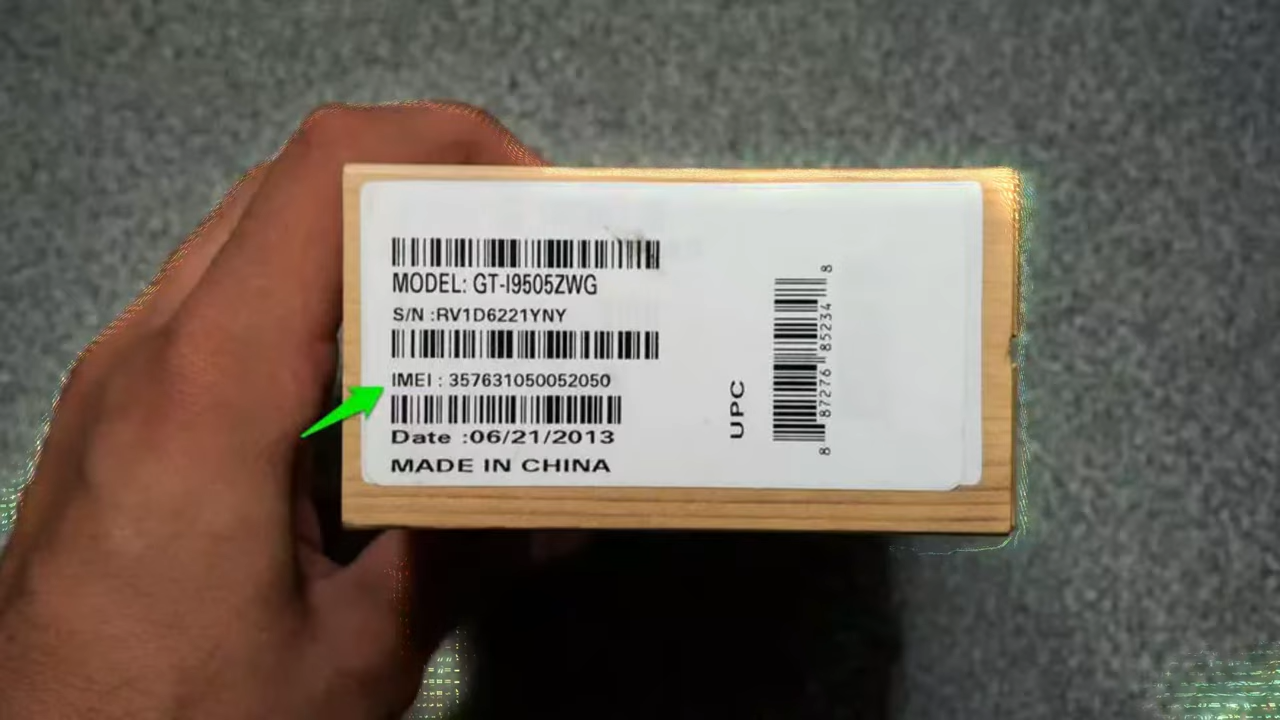 MODEL: GT-I9505ZWG
S/N :RV1D6221YNY
IMEI : 357631050052050
Date :06/21/2013
MADE IN CHINA
UPC
8 87276 85234 8